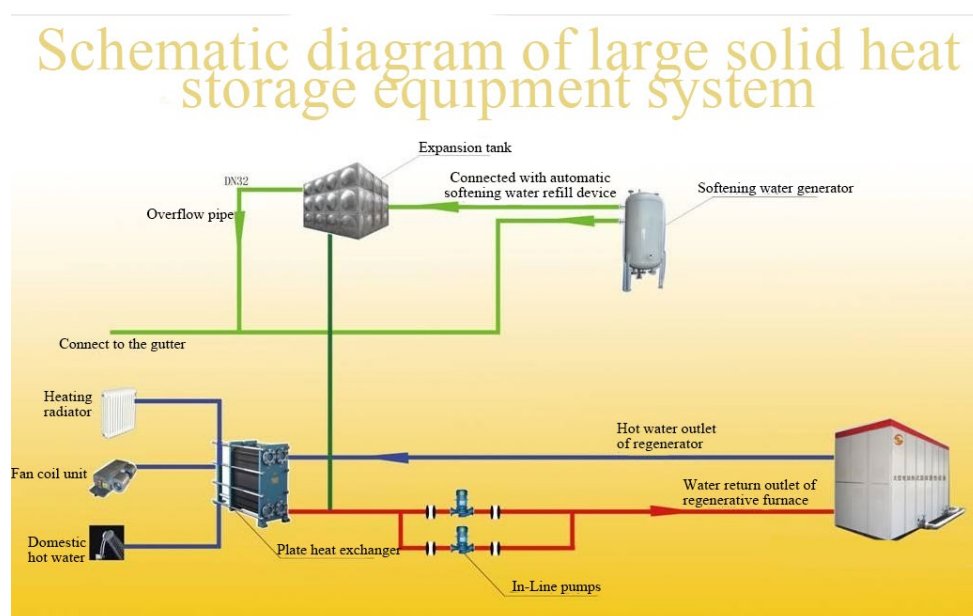 Schematic diagram of large solid heat
storage equipment system
Expansion tank
DN32
Connected with automatic
softening water refill device
Softening water generator
Overflow pipe
Connect to the gutter
Heating
radiator
Hot water outlet
of regenerator
Fan coil unit
Water return outlet of
regenerative furnace
Domestic
hot water
Plate heat exchanger
In-Line pumps